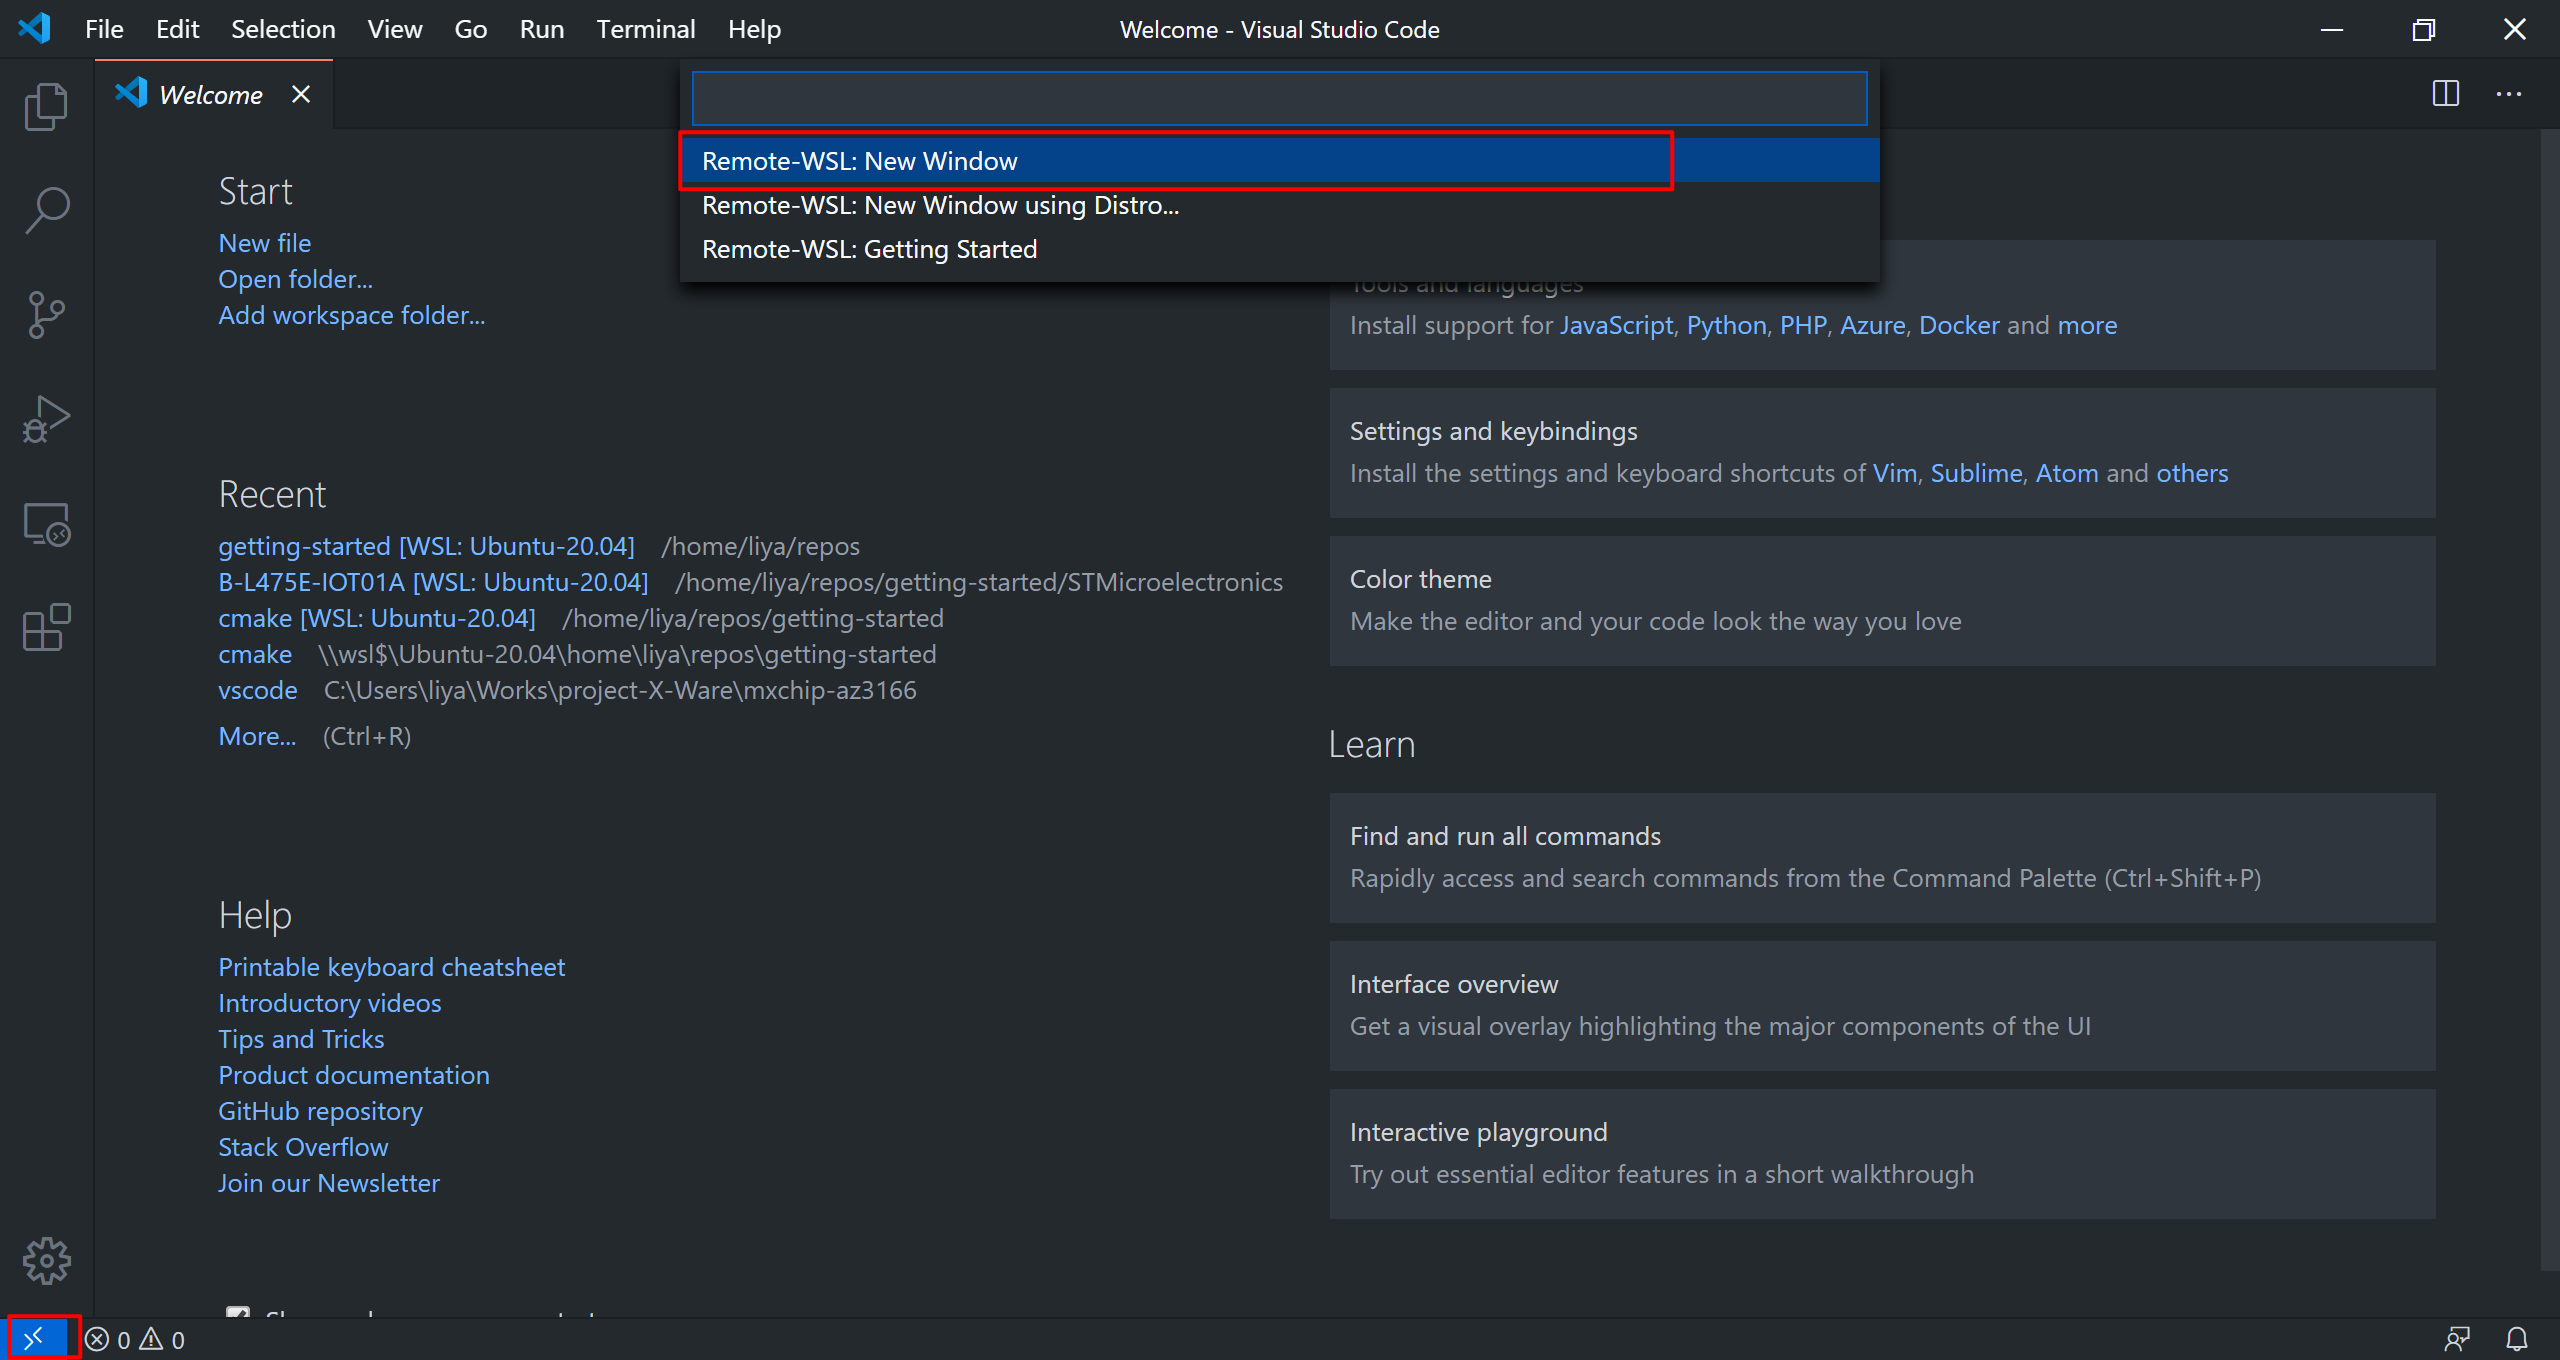 File Edit Selection View Go Run Terminal Help Welcome - Visual Studio Code
Welcome
Remote-WSL: New Window
Remote-WSL: New Window using Distro...
Remote-WSL: Getting Started
Start
New file
Open folder...
Add workspace folder...
Recent
getting-started [WSL: Ubuntu-20.04] /home/liya/repos
B-L475E-IOT01A [WSL: Ubuntu-20.04] /home/liya/repos/getting-started/STMicroelectronics
cmake [WSL: Ubuntu-20.04] /home/liya/repos/getting-started
cmake \\wsl$\Ubuntu-20.04\home\liya\repos\getting-started
vscode C:\Users\liya\Works\project-X-Ware\mxchip-az3166
More... (Ctrl+R)
Help
Printable keyboard cheatsheet
Introductory videos
Tips and Tricks
Product documentation
GitHub repository
Stack Overflow
Join our Newsletter
Tools and languages
Install support for JavaScript, Python, PHP, Azure, Docker and more
Settings and keybindings
Install the settings and keyboard shortcuts of Vim, Sublime, Atom and others
Color theme
Make the editor and your code look the way you love
Learn
Find and run all commands
Rapidly access and search commands from the Command Palette (Ctrl+Shift+P)
Interface overview
Get a visual overlay highlighting the major components of the UI
Interactive playground
Try out essential editor features in a short walkthrough
0 0